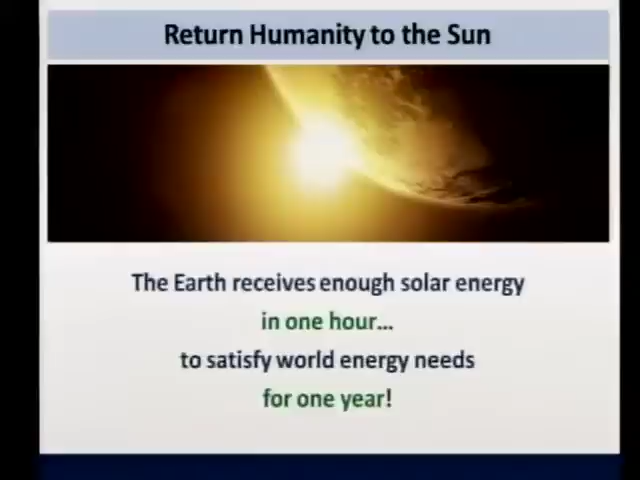 Return Humanity to the Sun
The Earth receives enough solar energy
in one hour...
to satisfy world energy needs
for one year!